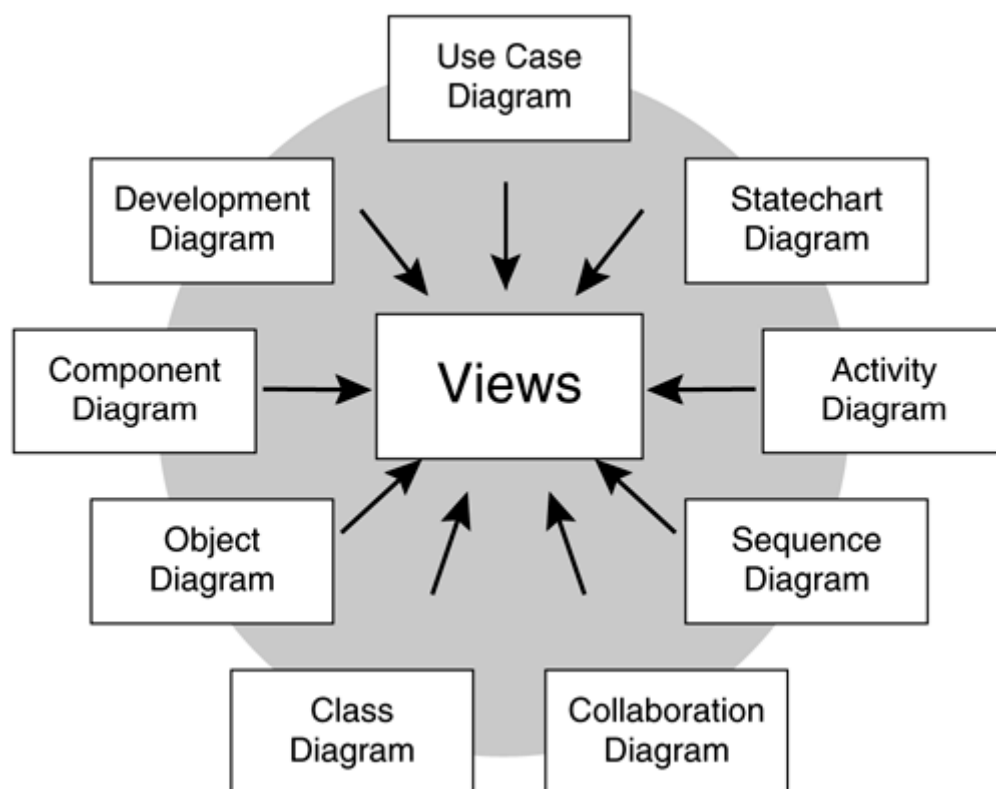 Use Case
Diagram
Development
Diagram
Statechart
Diagram
Component
Diagram
Views
Activity
Diagram
Object
Diagram
Sequence
Diagram
Class
Diagram
Collaboration
Diagram